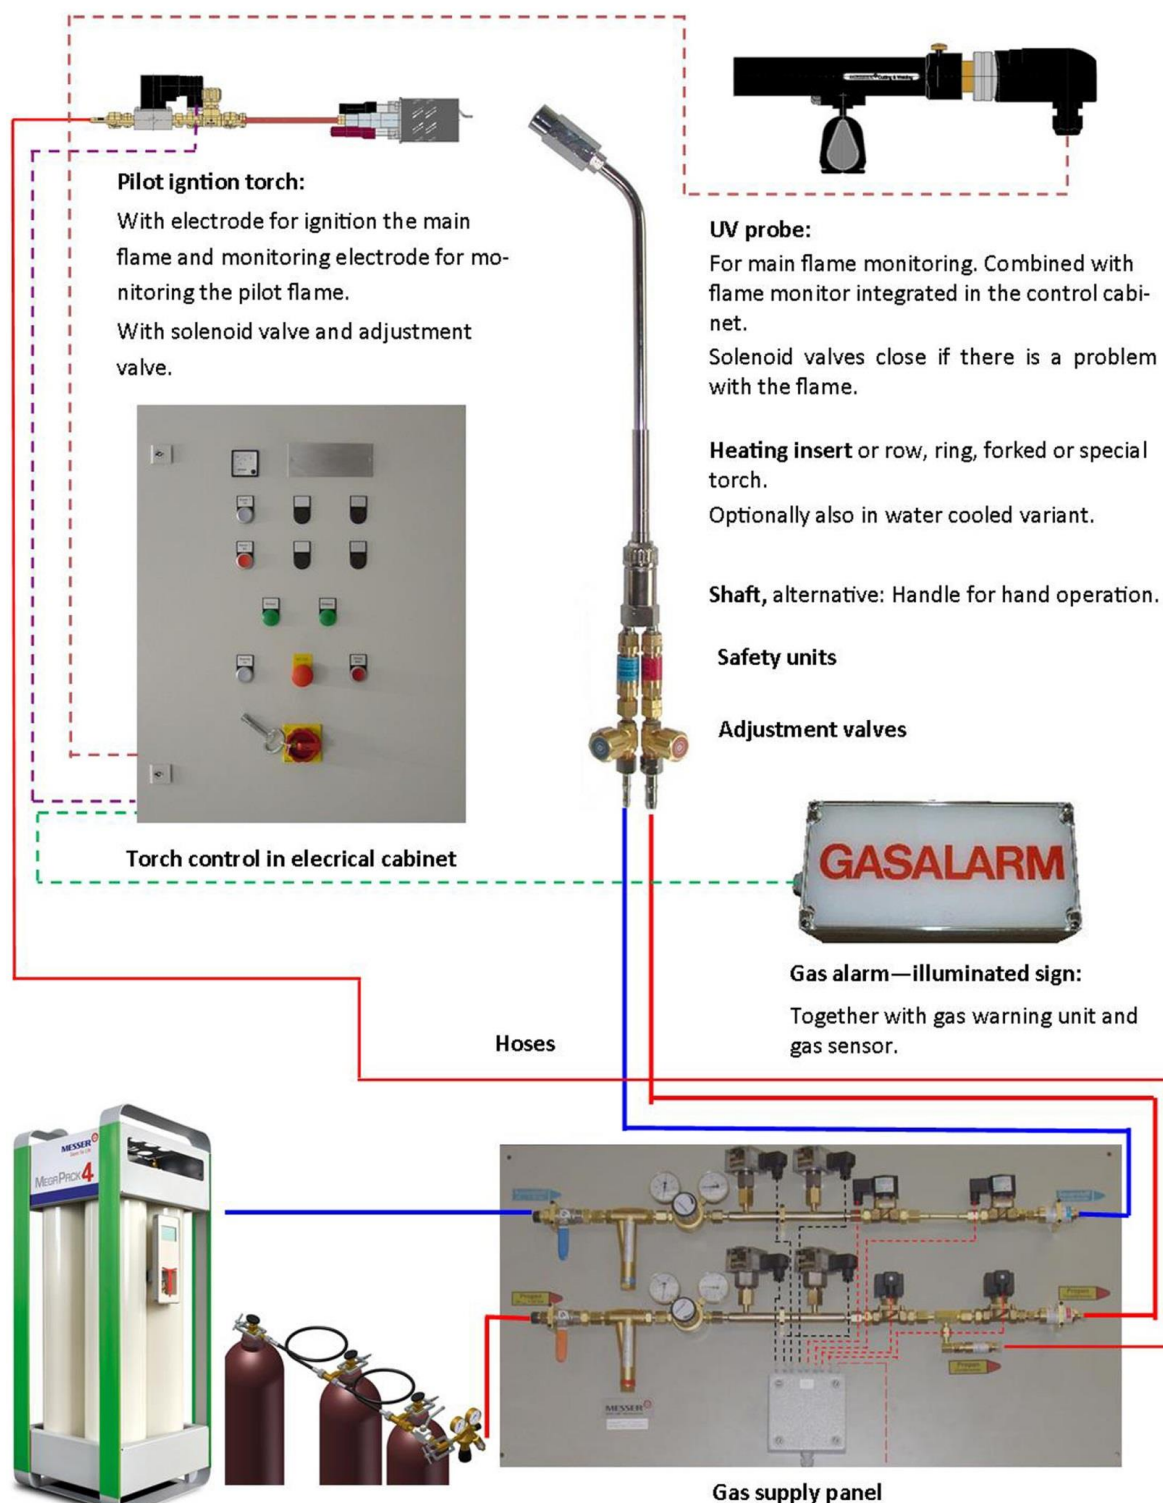 Pilot igntion torch:
With electrode for ignition the main
flame and monitoring electrode for mo-
nitoring the pilot flame.
With solenoid valve and adjustment
valve.
UV probe:
For main flame monitoring. Combined with
flame monitor integrated in the control cabi-
net.
Solenoid valves close if there is a problem
with the flame.
Heating insert or row, ring, forked or special
torch.
Optionally also in water cooled variant.
Shaft, alternative: Handle for hand operation.
Safety units
Adjustment valves
Torch control in elecrical cabinet
GASALARM
Gas alarm—illuminated sign:
Together with gas warning unit and
gas sensor.
Hoses
MESSER
MEGAPACK 4
Propan
Propan
Propan
MESSER
Gas supply panel